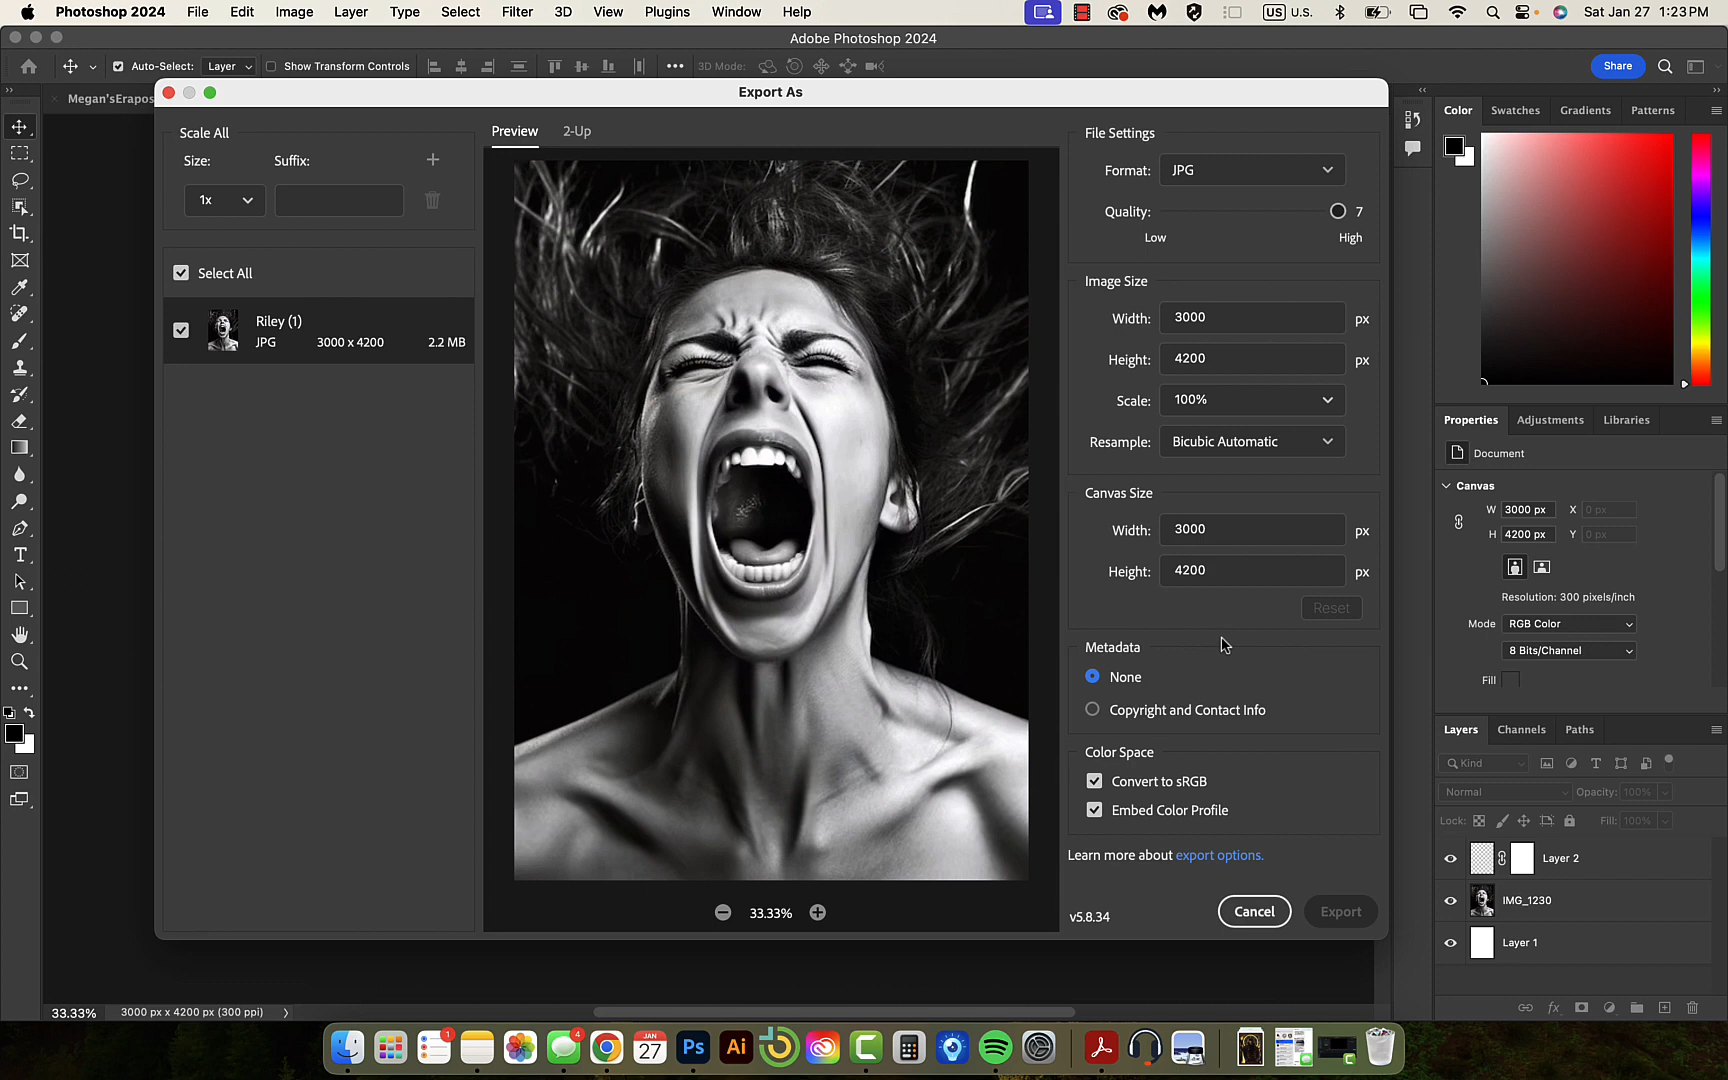 Photoshop 2024 File Edit Image Layer Type Select Filter 3D View Plugins Window Help US U.S. Sat Jan 27 1:23 PM
Adobe Photoshop 2024
Auto-Select: Layer Show Transform Controls 3D Mode: Share
Megan'sErapos
Export As
Color Swatches Gradients Patterns
Scale All
Size: Suffix:
1x
Select All
Riley (1)
JPG 3000 x 4200 2.2 MB
Preview 2-Up
33.33%
File Settings
Format: JPG
Quality: 7
Low High
Image Size
Width: 3000 px
Height: 4200 px
Scale: 100%
Resample: Bicubic Automatic
Canvas Size
Width: 3000 px
Height: 4200 px
Reset
Metadata
None
Copyright and Contact Info
Color Space
Convert to sRGB
Embed Color Profile
Learn more about export options.
v5.8.34 Cancel Export
Properties Adjustments Libraries
Document
Canvas
W 3000 px X 0 px
H 4200 px Y 0 px
Resolution: 300 pixels/inch
Mode RGB Color
8 Bits/Channel
Fill
Layers Channels Paths
Kind
Normal Opacity: 100%
Lock: Fill: 100%
Layer 2
IMG_1230
Layer 1
fx
33.33% 3000 px x 4200 px (300 ppi)
1
4
JAN
27
Ps
Ai